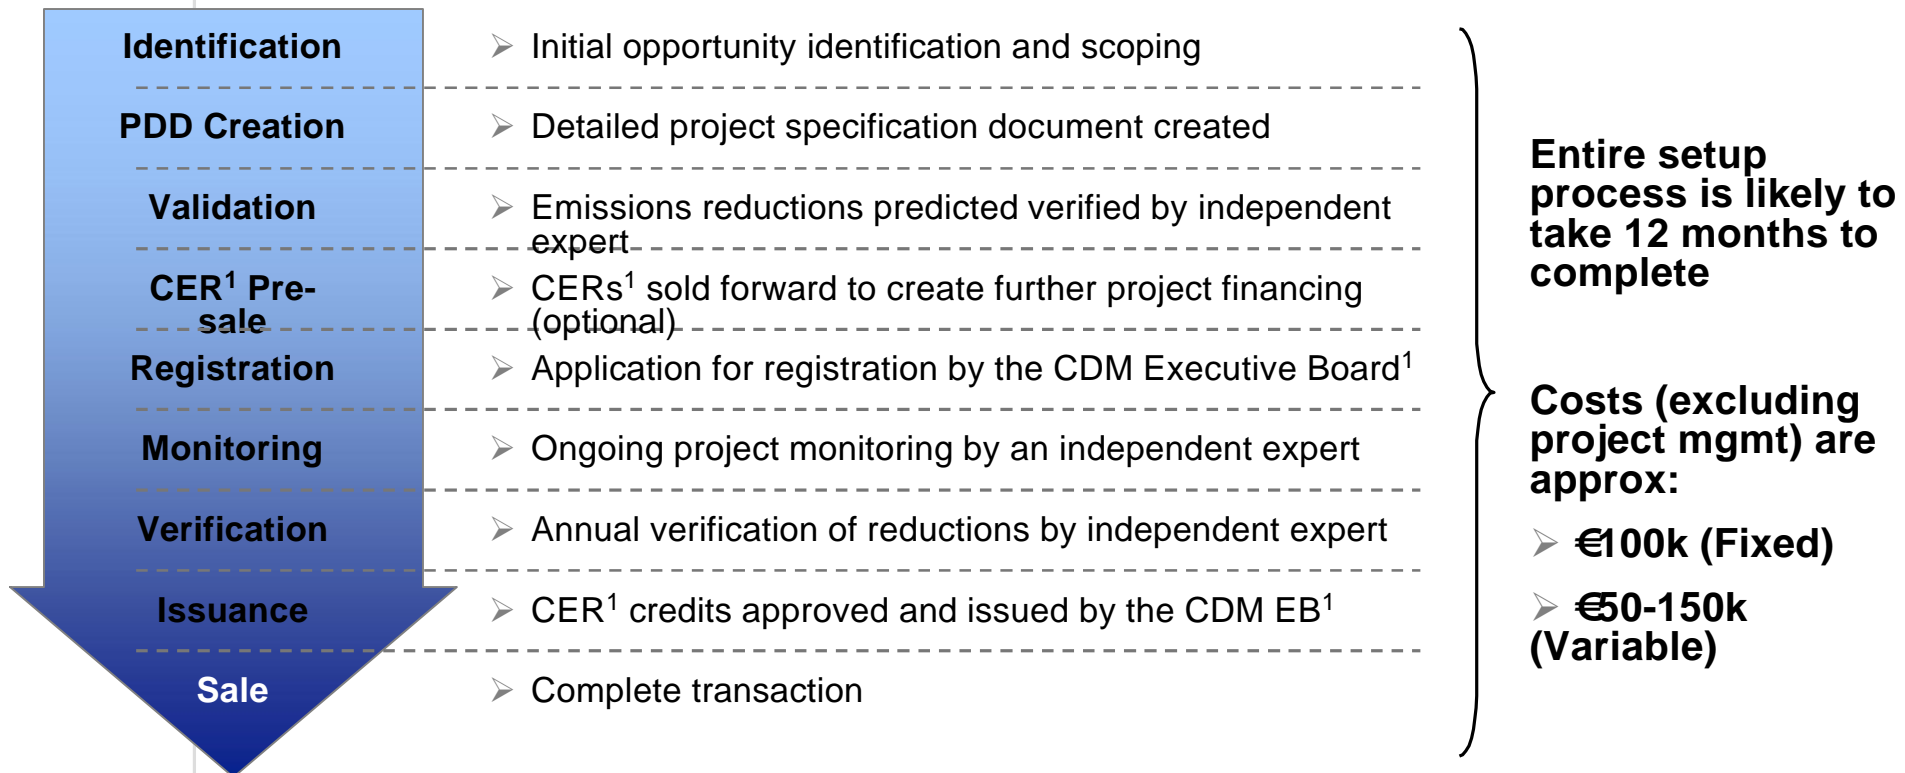 Identification
➢ Initial opportunity identification and scoping
PDD Creation
➢ Detailed project specification document created
Validation
➢ Emissions reductions predicted verified by independent
expert
CER¹ Pre-
sale
➢ CERs¹ sold forward to create further project financing
(optional)
Registration
➢ Application for registration by the CDM Executive Board¹
Monitoring
➢ Ongoing project monitoring by an independent expert
Verification
➢ Annual verification of reductions by independent expert
Issuance
➢ CER¹ credits approved and issued by the CDM EB¹
Sale
➢ Complete transaction
Entire setup
process is likely to
take 12 months to
complete
Costs (excluding
project mgmt) are
approx:
➢ €100k (Fixed)
➢ €50-150k
(Variable)